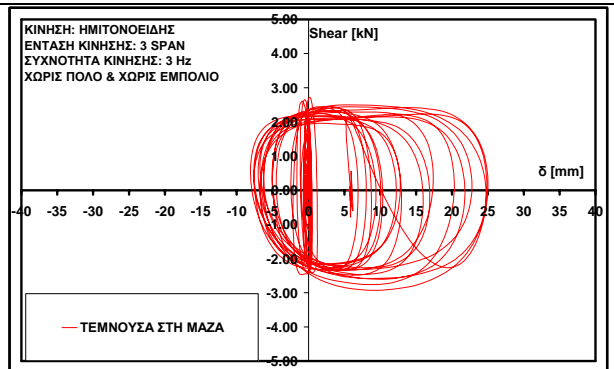 ΚΙΝΗΣΗ: ΗΜΙΤΟΝΟΕΙΔΗΣ
ΕΝΤΑΣΗ ΚΙΝΗΣΗΣ: 3 SPAN
ΣΥΧΝΟΤΗΤΑ ΚΙΝΗΣΗΣ: 3 Hz
ΧΩΡΙΣ ΠΟΛΟ & ΧΩΡΙΣ ΕΜΠΟΛΙΟ
Shear [kN]
5.00
4.00
3.00
2.00
1.00
0.00
-1.00
-2.00
-3.00
-4.00
-5.00
δ [mm]
-40 -35 -30 -25 -20 -15 -10 -5 0 5 10 15 20 25 30 35 40
ΤΕΜΝΟΥΣΑ ΣΤΗ ΜΑΖΑ